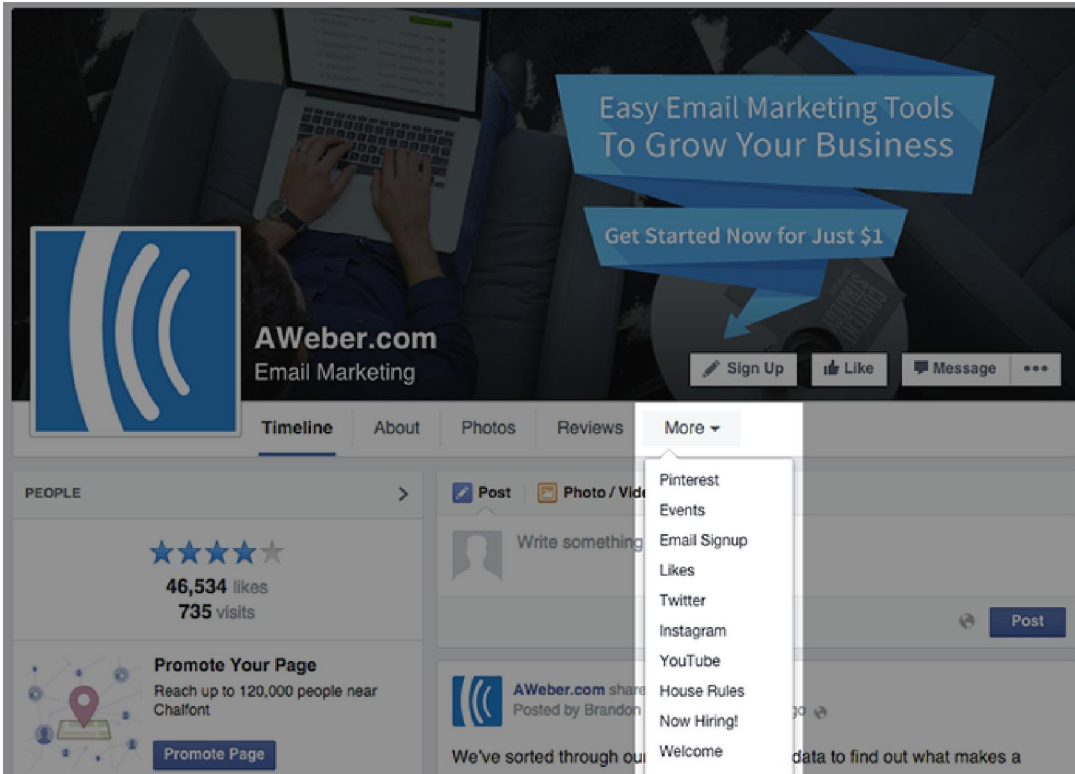 Easy Email Marketing Tools
To Grow Your Business
Get Started Now for Just $1
AWeber.com
Email Marketing
Sign Up
Like
Message
Timeline
About
Photos
Reviews
More
Pinterest
Events
Email Signup
Likes
Twitter
Instagram
YouTube
House Rules
Now Hiring!
Welcome
PEOPLE
46,534 likes
735 visits
Promote Your Page
Reach up to 120,000 people near
Chalfont
Promote Page
Post
Photo / Vide
Write something
Post
AWeber.com share
Posted by Brandon go
We've sorted through ou data to find out what makes a